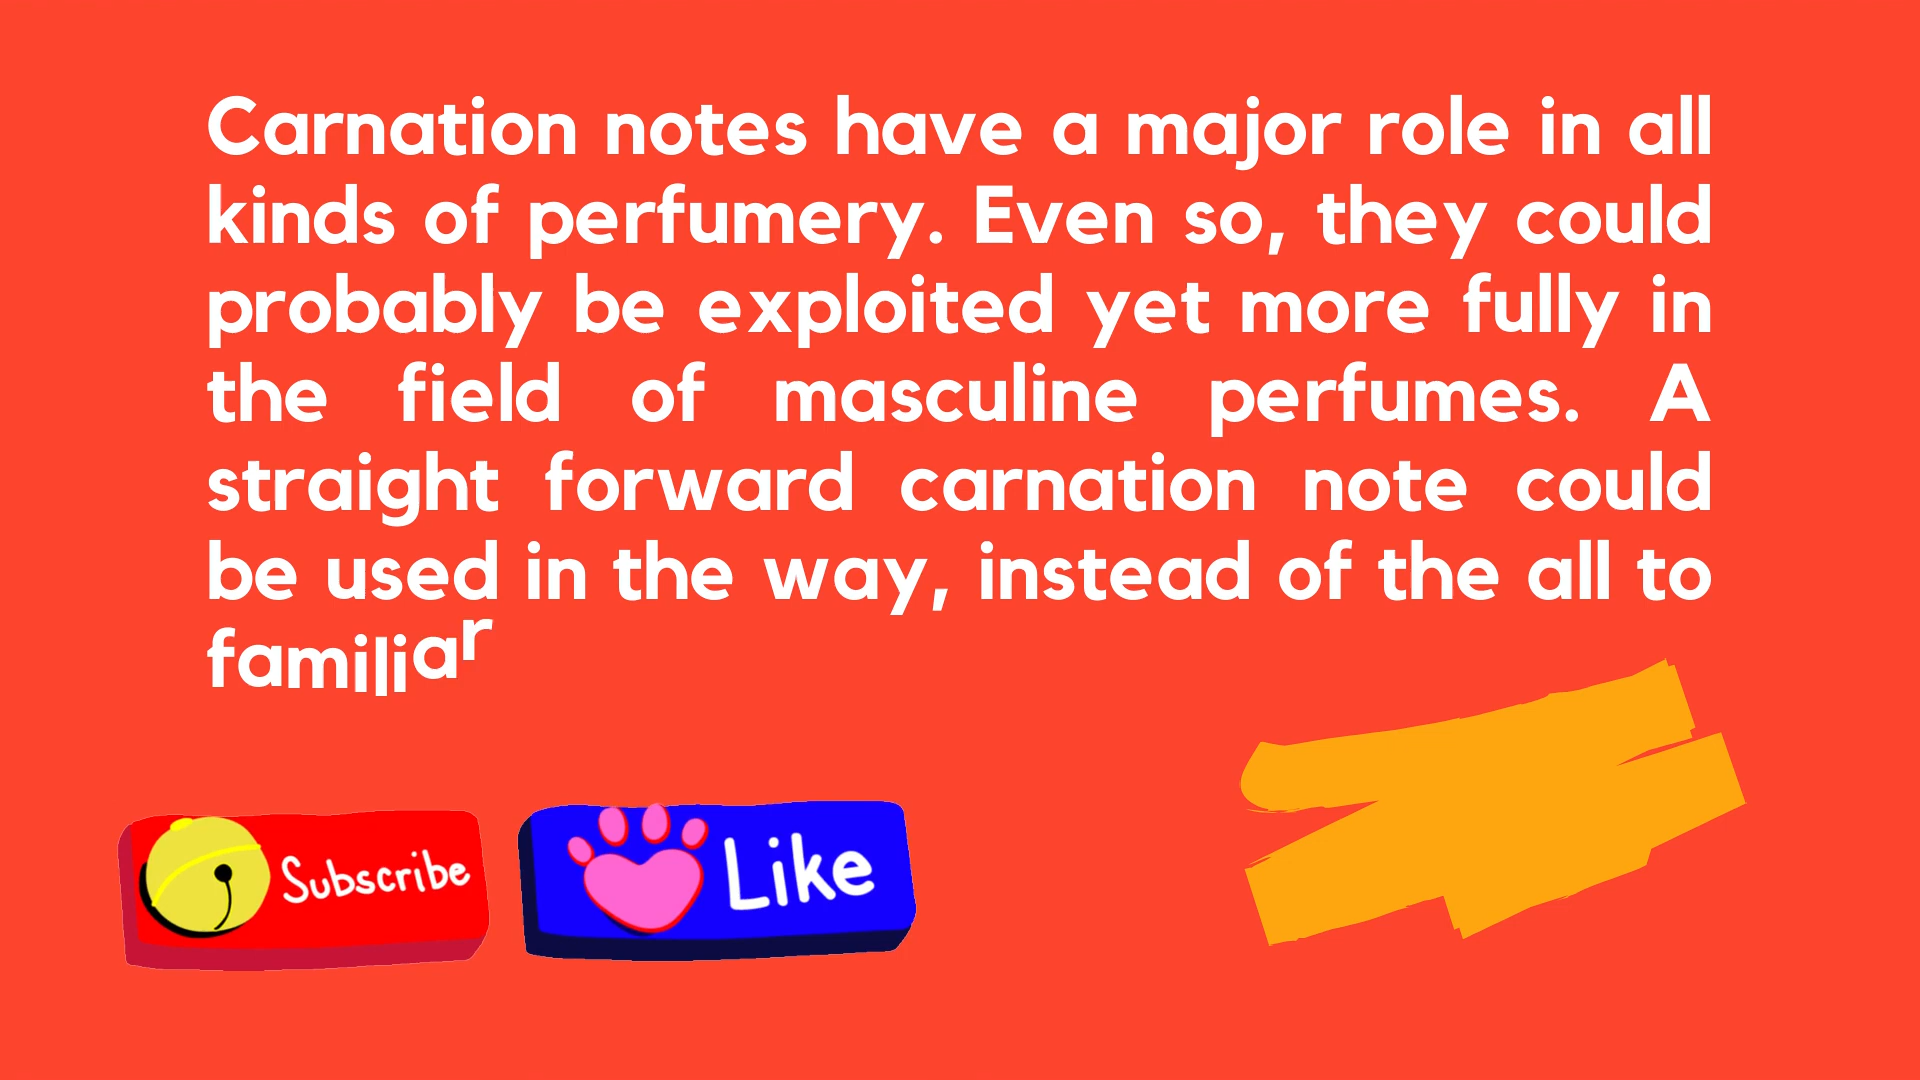 Carnation notes have a major role in all
kinds of perfumery. Even so, they could
probably be exploited yet more fully in
the field of masculine perfumes. A
straight forward carnation note could
be used in the way, instead of the all to
familiar
Subscribe
Like